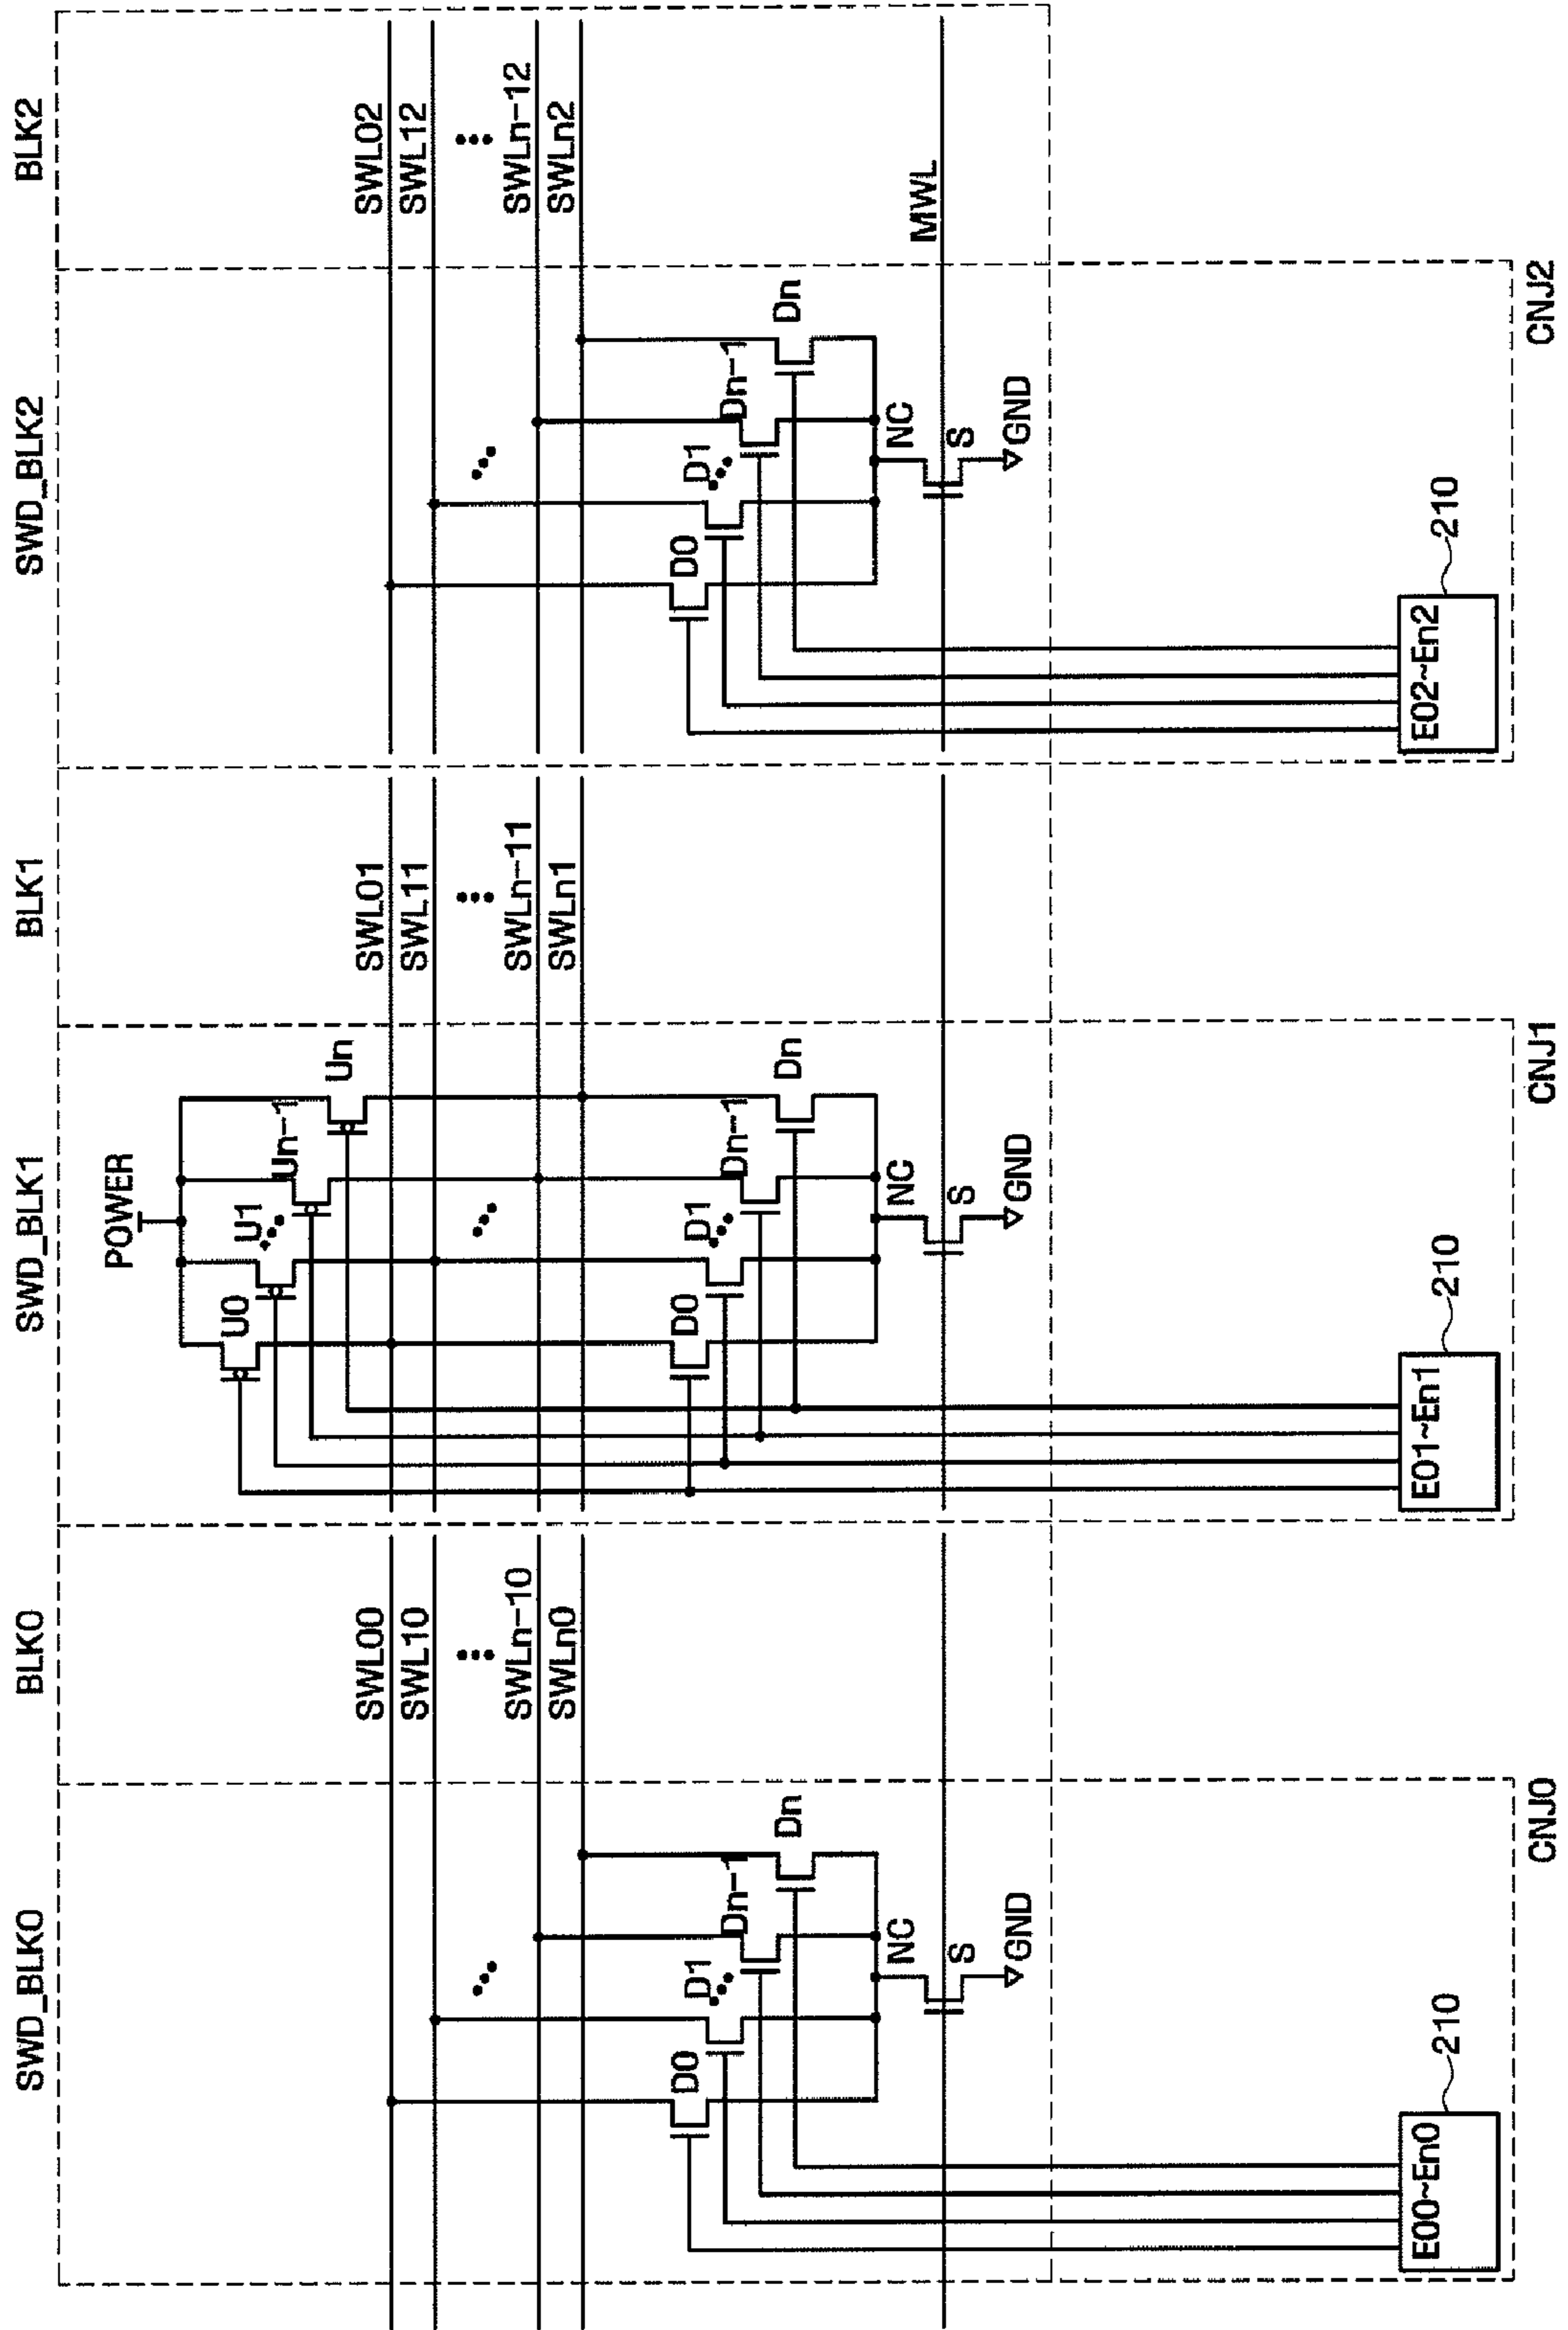 SWD_BLK0
BLK0
SWD_BLK1
BLK1
SWD_BLK2
BLK2
POWER
U0
U1
Un-1
Un
SWL00
SWL10
SWLn-10
SWLn0
SWL01
SWL11
SWLn-11
SWLn1
SWL02
SWL12
SWLn-12
SWLn2
D0
D1
Dn-1
Dn
D0
D1
Dn-1
Dn
D0
D1
Dn-1
Dn
NC
NC
NC
MWL
S
S
S
GND
GND
GND
E00~En0
210
E01~En1
210
E02~En2
210
CNJ0
CNJ1
CNJ2